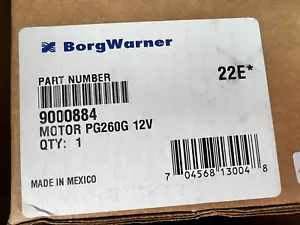 BorgWarner
PART NUMBER
22E*
9000884
MOTOR PG260G 12V
QTY: 1
7 04568 13004 8
MADE IN MEXICO